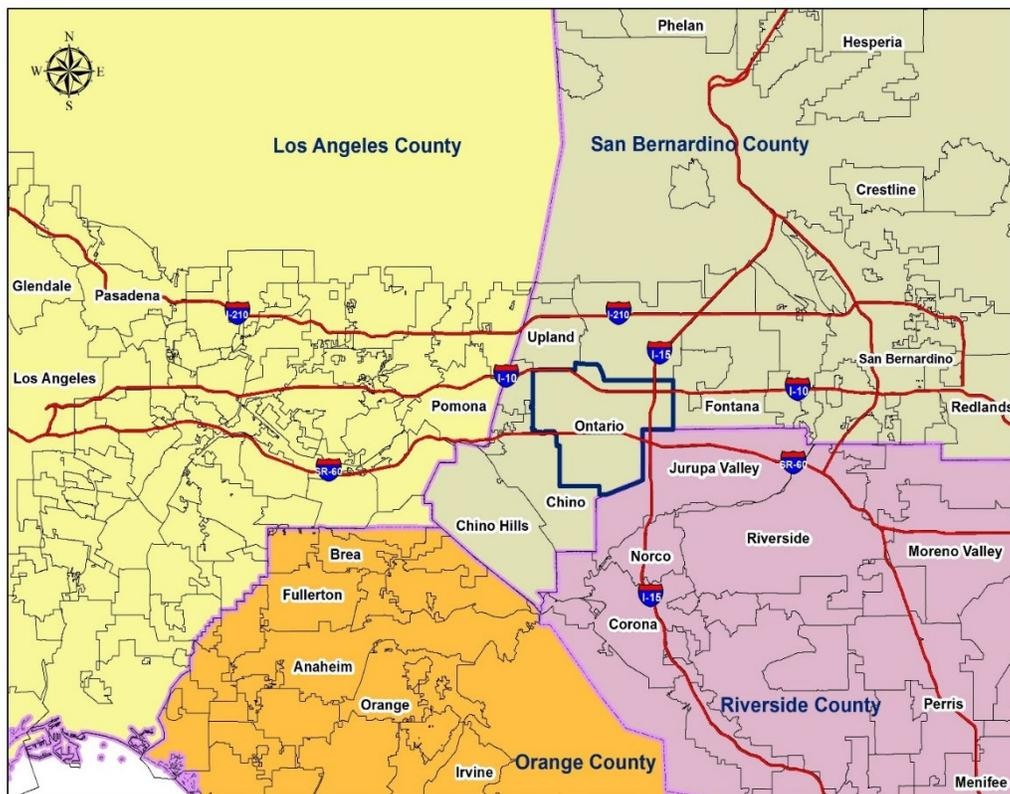 Phelan
Hesperia
N
W E
S
Los Angeles County
San Bernardino County
Crestline
Glendale
Pasadena
I-210
I-210
Upland
I-15
San Bernardino
Los Angeles
I-10
Pomona
I-10
Fontana
Redlands
Ontario
SR-60
Jurupa Valley
SR-60
Chino
Chino Hills
Riverside
Moreno Valley
Brea
Norco
Fullerton
I-15
Corona
Anaheim
Orange
Riverside County
Perris
Orange County
Irvine
Menifee